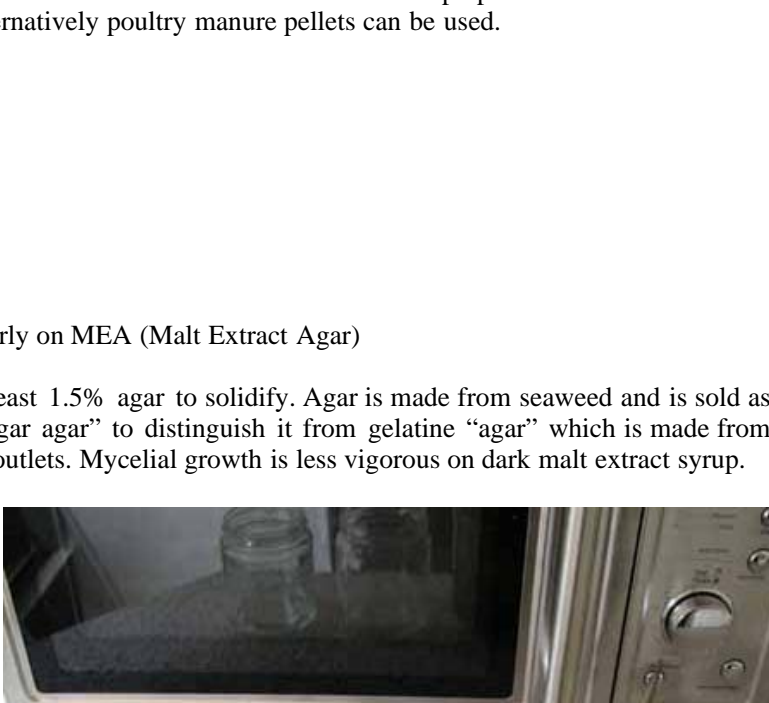 ernatively poultry manure pellets can be used.
rly on MEA (Malt Extract Agar)
east 1.5% agar to solidify. Agar is made from seaweed and is sold as
gar agar” to distinguish it from gelatine “agar” which is made from
outlets. Mycelial growth is less vigorous on dark malt extract syrup.